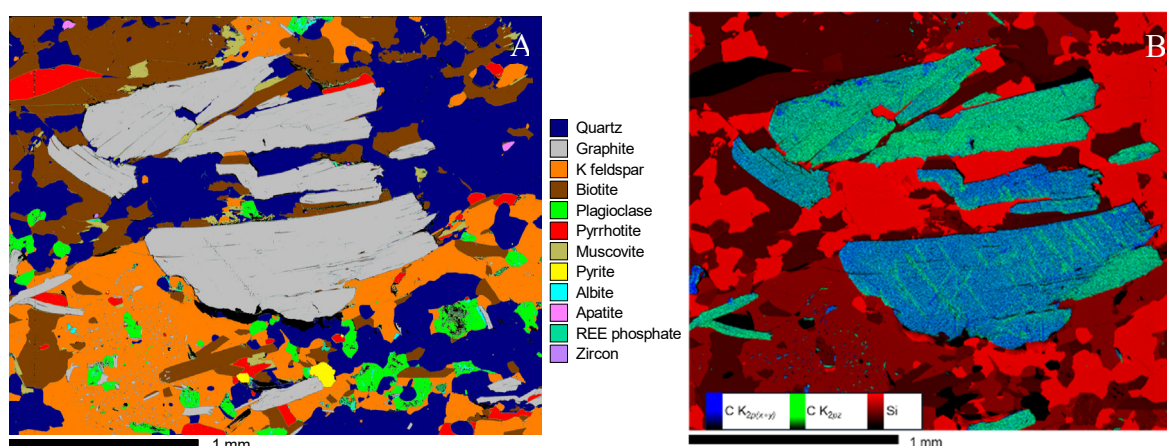 A
Quartz
Graphite
K feldspar
Biotite
Plagioclase
Pyrrhotite
Muscovite
Pyrite
Albite
Apatite
REE phosphate
Zircon
1 mm
B
C K2p(x+y) C K2pz Si
1 mm